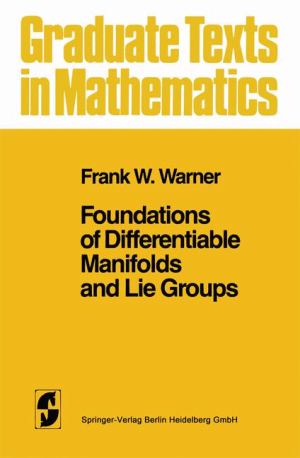 Graduate Texts
in Mathematics
Frank W. Warner
Foundations
of Differentiable
Manifolds
and Lie Groups
Springer-Verlag Berlin Heidelberg GmbH